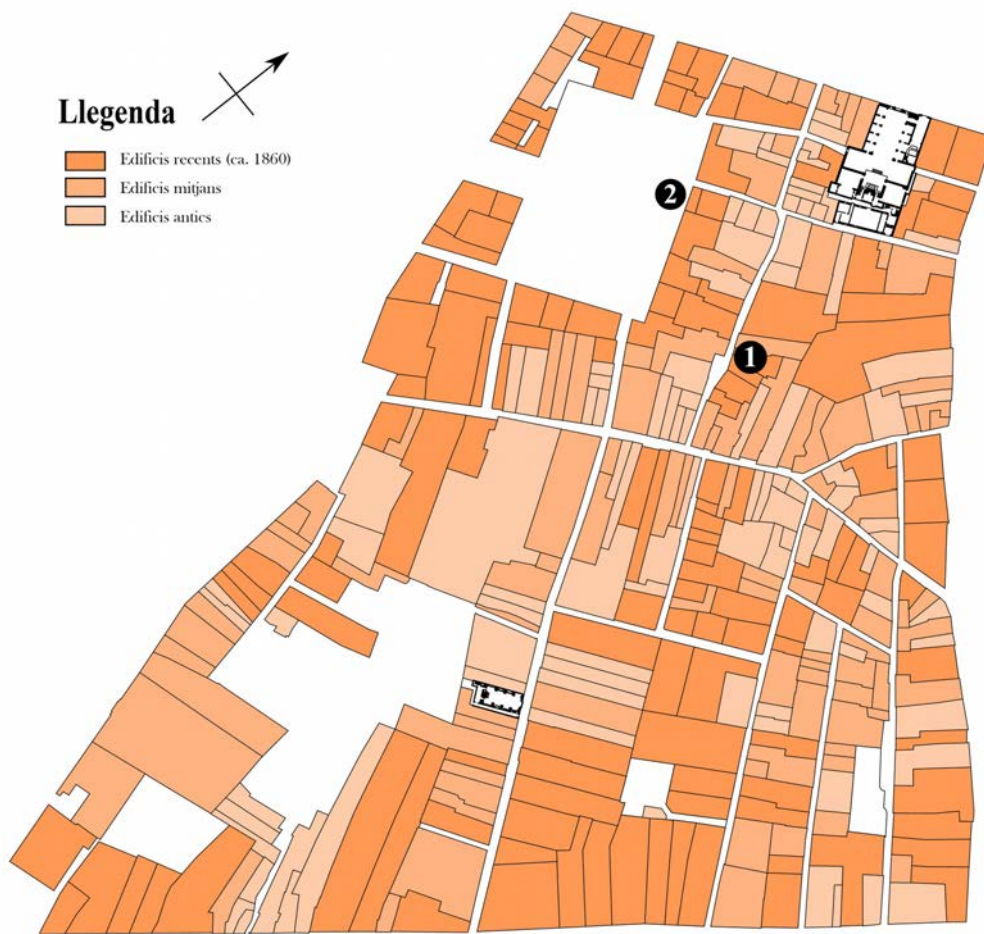 Llegenda
Edificis recents (ca. 1860)
Edificis mitjans
Edificis antics
2
1